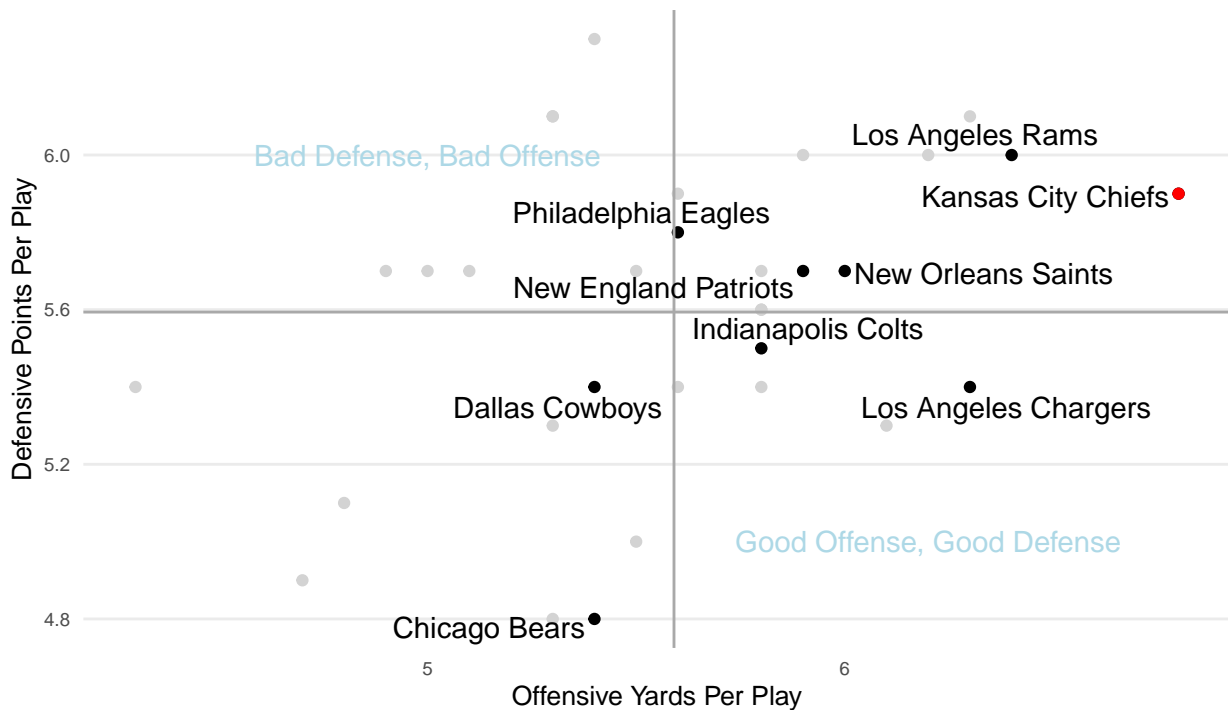 Los Angeles Rams
6.0
Bad Defense, Bad Offense
Kansas City Chiefs
Philadelphia Eagles
New Orleans Saints
New England Patriots
5.6
Indianapolis Colts
Defensive Points Per Play
Dallas Cowboys
Los Angeles Chargers
5.2
Good Offense, Good Defense
4.8
Chicago Bears
5
6
Offensive Yards Per Play